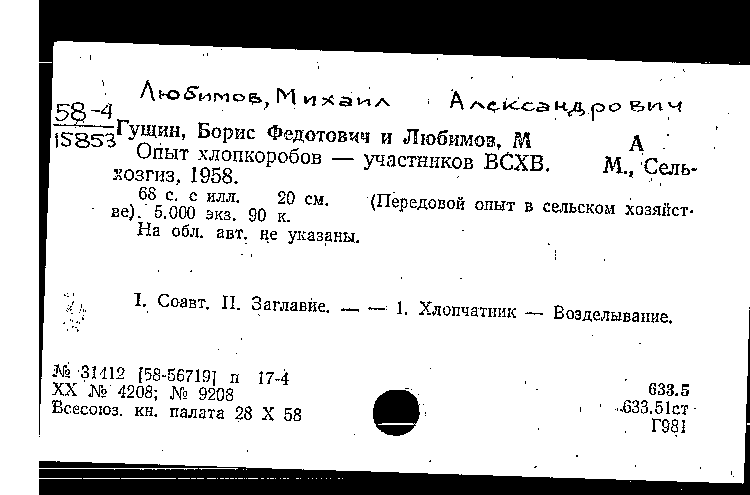 Любимов, Михаил Александрович
58-4
15853
Гущин, Борис Федотович и Любимов, М А
Опыт хлопкоробов — участников ВСХВ. М., Сель-
хозгиз, 1958.
68 с. с илл. 20 см. (Передовой опыт в сельском хозяйст-
ве). 5.000 экз. 90 к.
На обл. авт. не указаны.
I. Соавт. II. Заглавие. — — 1. Хлопчатник — Возделывание.
№ 31412 [58-56719] п 17-4
XX № 4208; № 9208
Всесоюз. кн. палата 28 X 58
633.5
633.51ст
Г981